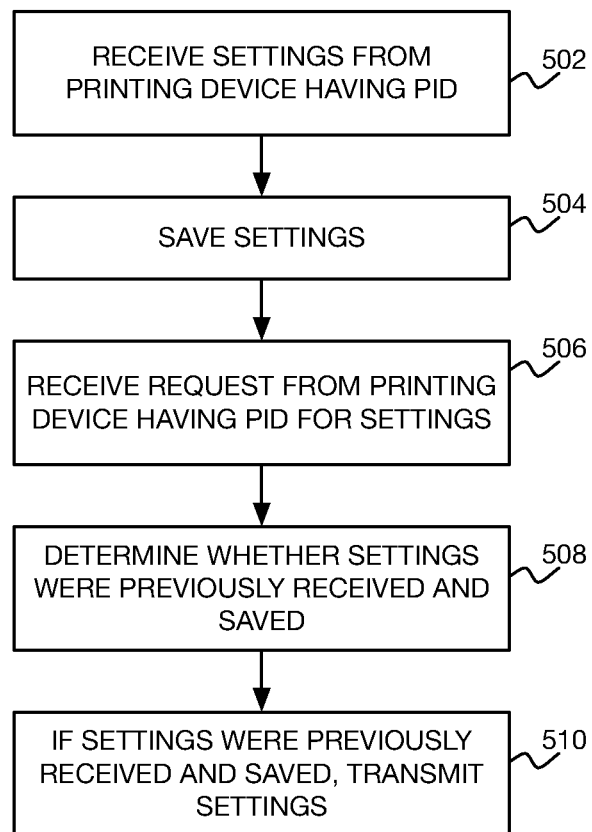 RECEIVE SETTINGS FROM
PRINTING DEVICE HAVING PID
502
SAVE SETTINGS
504
RECEIVE REQUEST FROM PRINTING
DEVICE HAVING PID FOR SETTINGS
506
DETERMINE WHETHER SETTINGS
WERE PREVIOUSLY RECEIVED AND
SAVED
508
IF SETTINGS WERE PREVIOUSLY
RECEIVED AND SAVED, TRANSMIT
SETTINGS
510